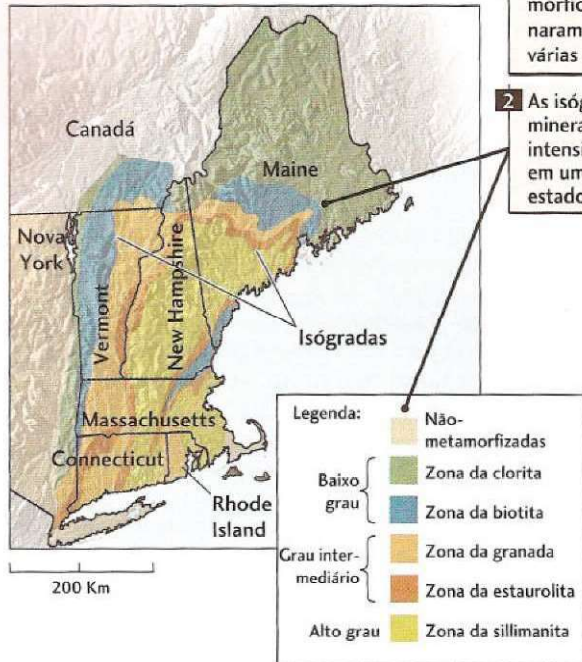 mórfic
naram
várias
2 As isóg
minera
intensi
em um
estado
Canadá
Maine
Nova
York
Vermont
New Hampshire
Isógradas
Massachusetts
Connecticut
Rhode
Island
200 Km
Legenda:
Não-
metamorfizadas
Baixo
grau
Zona da clorita
Zona da biotita
Grau inter-
mediário
Zona da granada
Zona da estaurolita
Alto grau
Zona da sillimanita